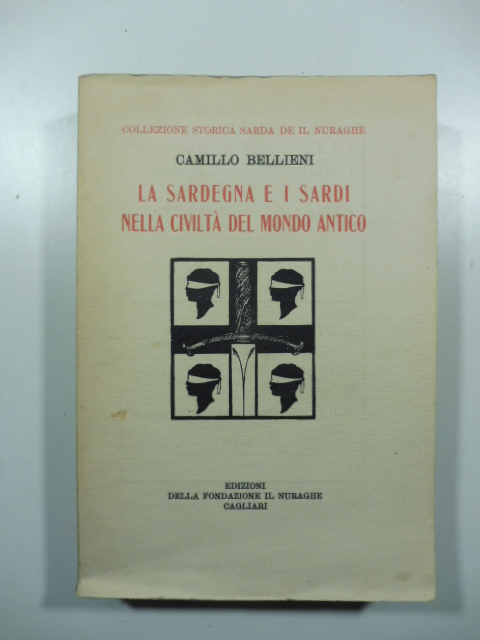 COLLEZIONE STORICA SARDA DE IL NURAGHE
CAMILLO BELLIENI
LA SARDEGNA E I SARDI
NELLA CIVILTÀ DEL MONDO ANTICO
EDIZIONI
DELLA FONDAZIONE IL NURAGHE
CAGLIARI